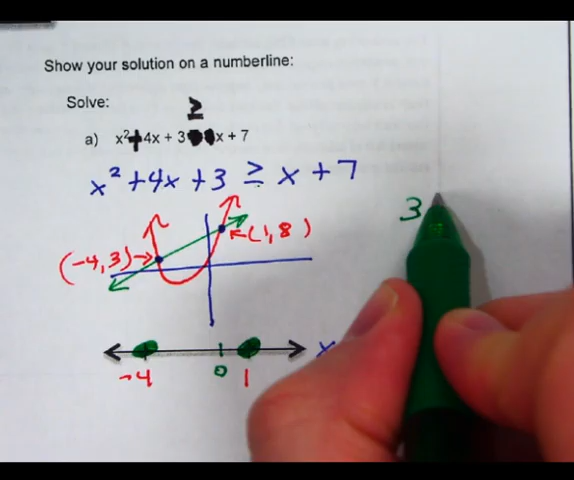 Show your solution on a numberline:
Solve:
≥
a) x²+4x + 3 x + 7
x² +4x +3 ≥ x +7
3
(1, 8)
(-4, 3)
x
-4 0 1